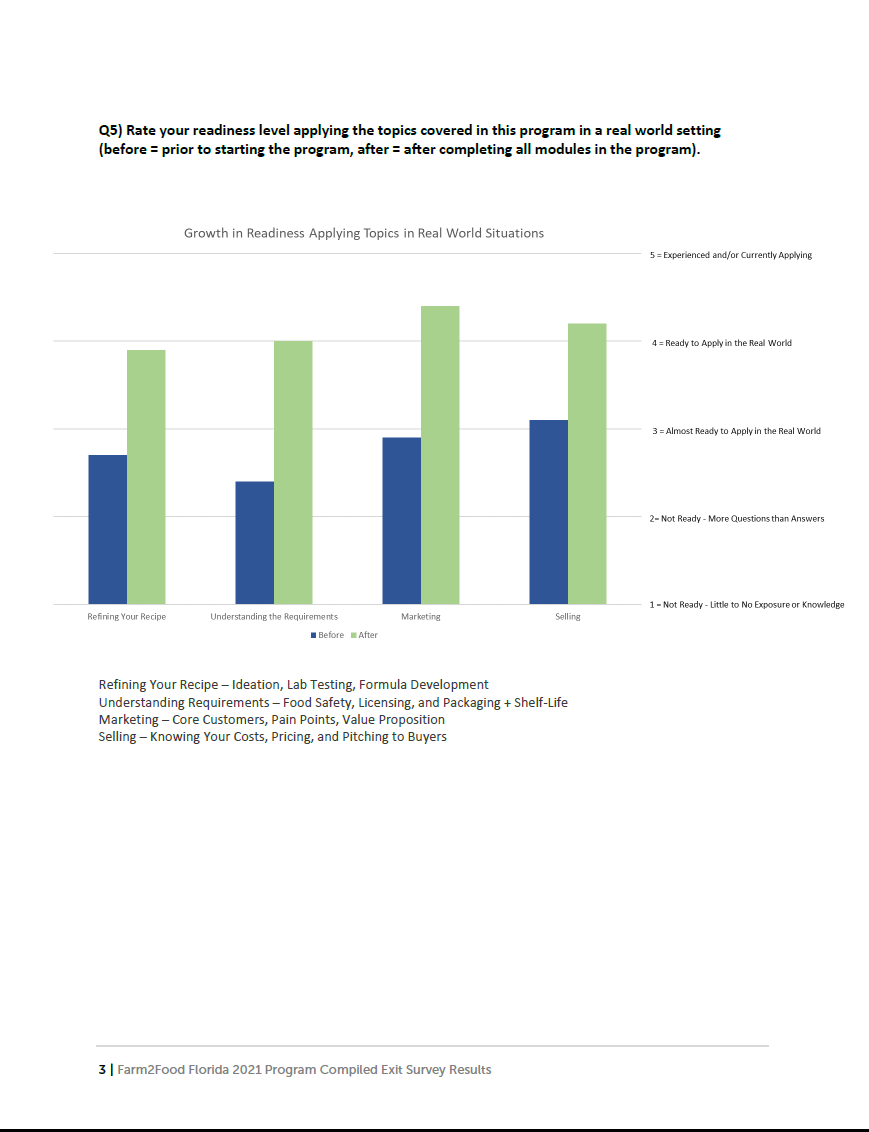 Q5) Rate your readiness level applying the topics covered in this program in a real world setting
(before = prior to starting the program, after = after completing all modules in the program).
Growth in Readiness Applying Topics in Real World Situations
5 = Experienced and/or Currently Applying
4 = Ready to Apply in the Real World
3 = Almost Ready to Apply in the Real World
2= Not Ready - More Questions than Answers
1 = Not Ready - Little to No Exposure or Knowledge
Refining Your Recipe
Understanding the Requirements
Marketing
Selling
Before
After
Refining Your Recipe – Ideation, Lab Testing, Formula Development
Understanding Requirements – Food Safety, Licensing, and Packaging + Shelf-Life
Marketing – Core Customers, Pain Points, Value Proposition
Selling – Knowing Your Costs, Pricing, and Pitching to Buyers
3 | Farm2Food Florida 2021 Program Compiled Exit Survey Results